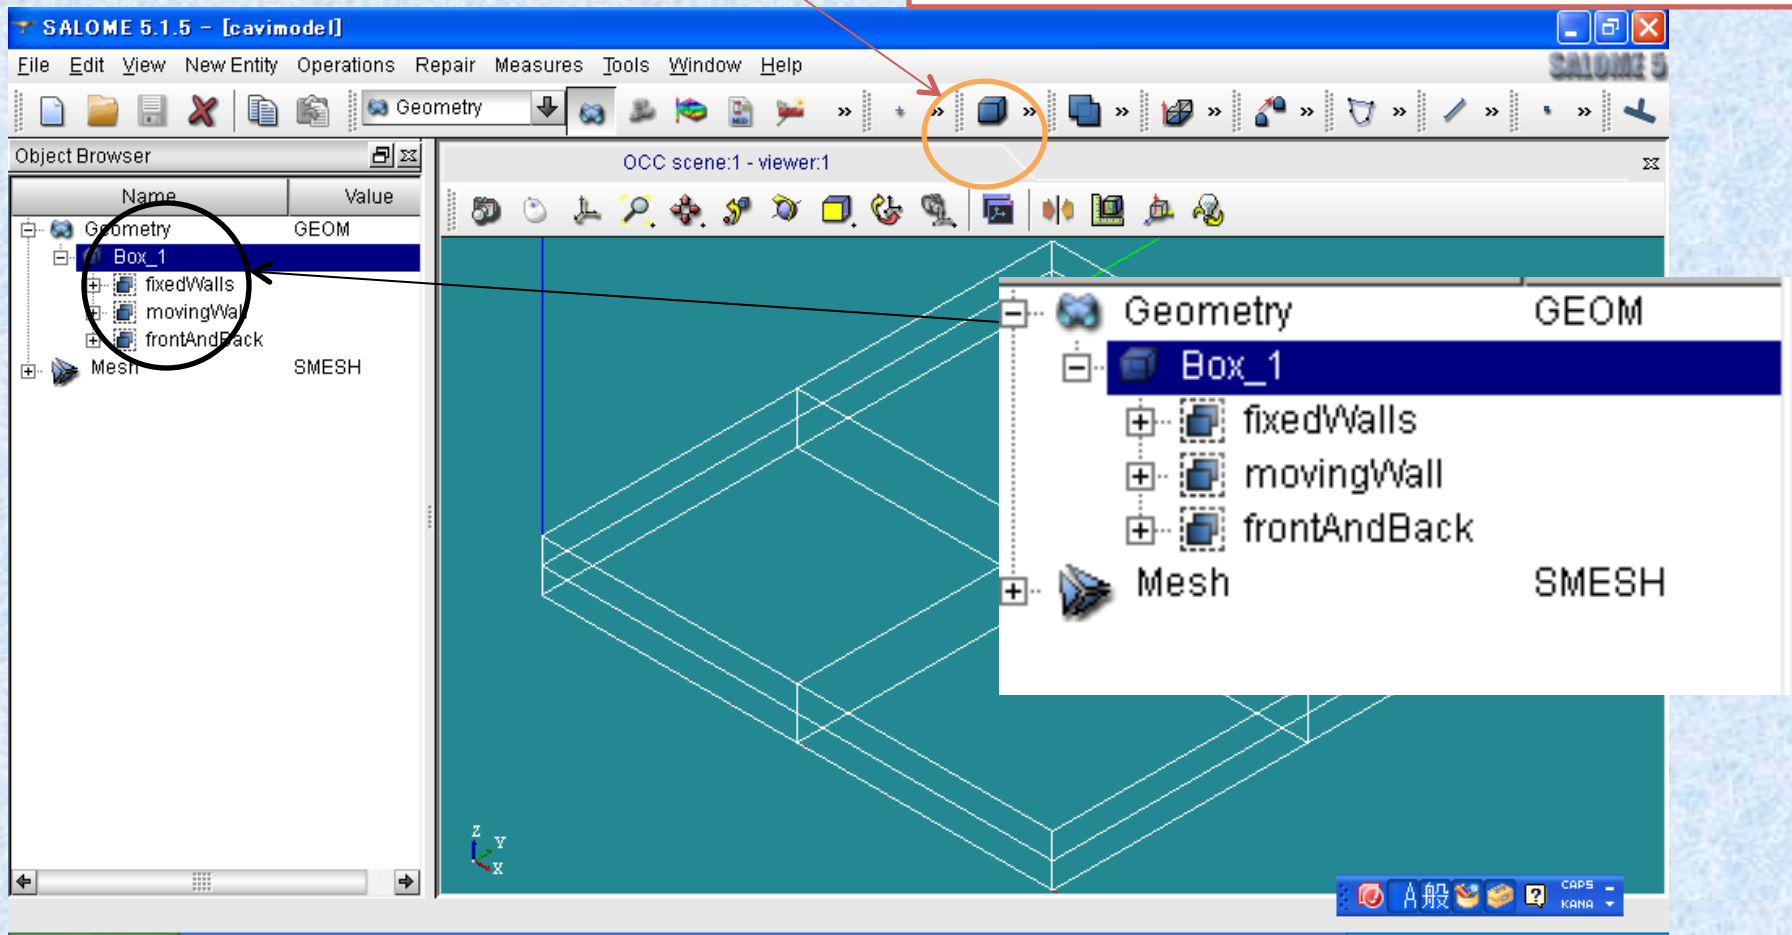 SALOME 5.1.5 - [cavimodel]
File Edit View New Entity Operations Repair Measures Tools Window Help
SALOME 5
Geometry
MED
Object Browser
OCC scene:1 - viewer:1
Name Value
Geometry GEOM
Box_1
fixedWalls
movingWall
frontAndBack
Mesh SMESH
Geometry GEOM
Box_1
fixedWalls
movingWall
frontAndBack
Mesh SMESH
Z
Y
X
A般
CAPS
KANA